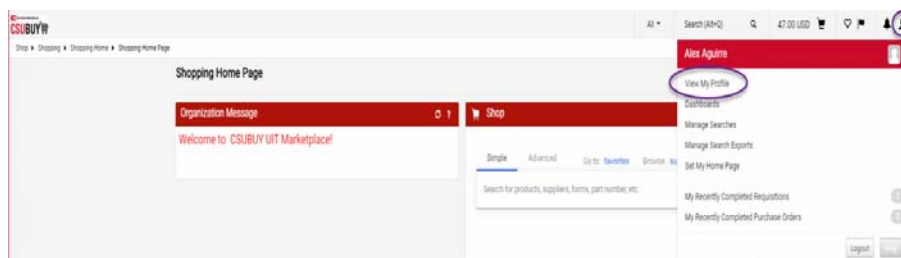 CSUBUYW
All
Search (Alt+Q)
47.00 USD
Shop ▸ Shopping ▸ Shopping Home ▸ Shopping Home Page
Alex Aguirre
Shopping Home Page
View My Profile
Dashboards
Manage Searches
Manage Search Exports
Set My Home Page
My Recently Completed Requisitions
My Recently Completed Purchase Orders
Logout
Organization Message
?
Welcome to CSUBUY UIT Marketplace!
Shop
Simple
Advanced
Go to: favorites
Browse:
Search for products, suppliers, forms, part number, etc.